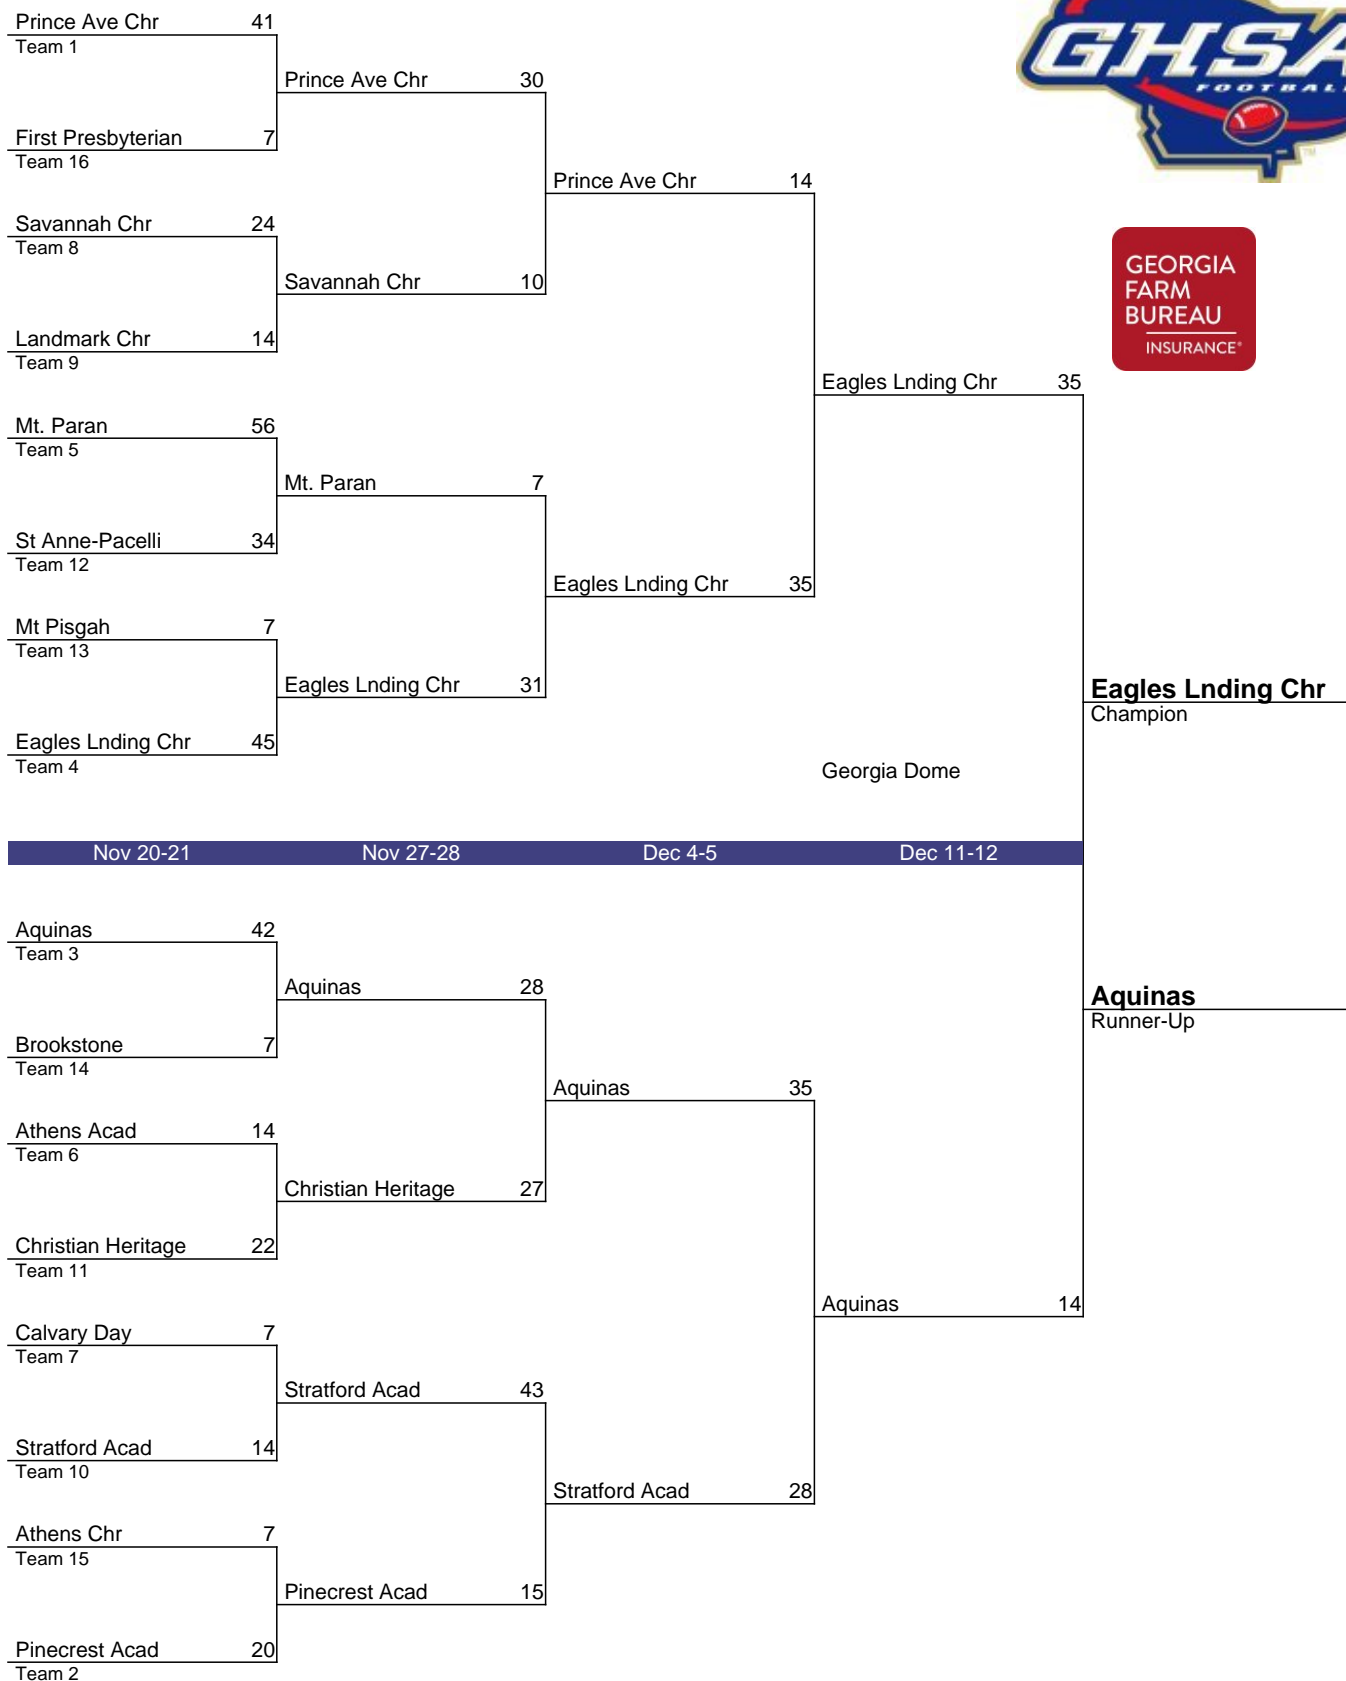 Prince Ave Chr 41
Team 1
Prince Ave Chr 30
First Presbyterian 7
Team 16
Prince Ave Chr 14
Savannah Chr 24
Team 8
Savannah Chr 10
Landmark Chr 14
Team 9
Eagles Lnding Chr 35
Mt. Paran 56
Team 5
Mt. Paran 7
St Anne-Pacelli 34
Team 12
Eagles Lnding Chr 35
Mt Pisgah 7
Team 13
Eagles Lnding Chr 31
Eagles Lnding Chr
Champion
Eagles Lnding Chr 45
Team 4
Georgia Dome
Nov 20-21 Nov 27-28 Dec 4-5 Dec 11-12
Aquinas 42
Team 3
Aquinas 28
Aquinas
Runner-Up
Brookstone 7
Team 14
Aquinas 35
Athens Acad 14
Team 6
Christian Heritage 27
Christian Heritage 22
Team 11
Aquinas 14
Calvary Day 7
Team 7
Stratford Acad 43
Stratford Acad 14
Team 10
Stratford Acad 28
Athens Chr 7
Team 15
Pinecrest Acad 15
Pinecrest Acad 20
Team 2
GHSA
FOOTBALL
TM
GEORGIA
FARM
BUREAU
INSURANCE®